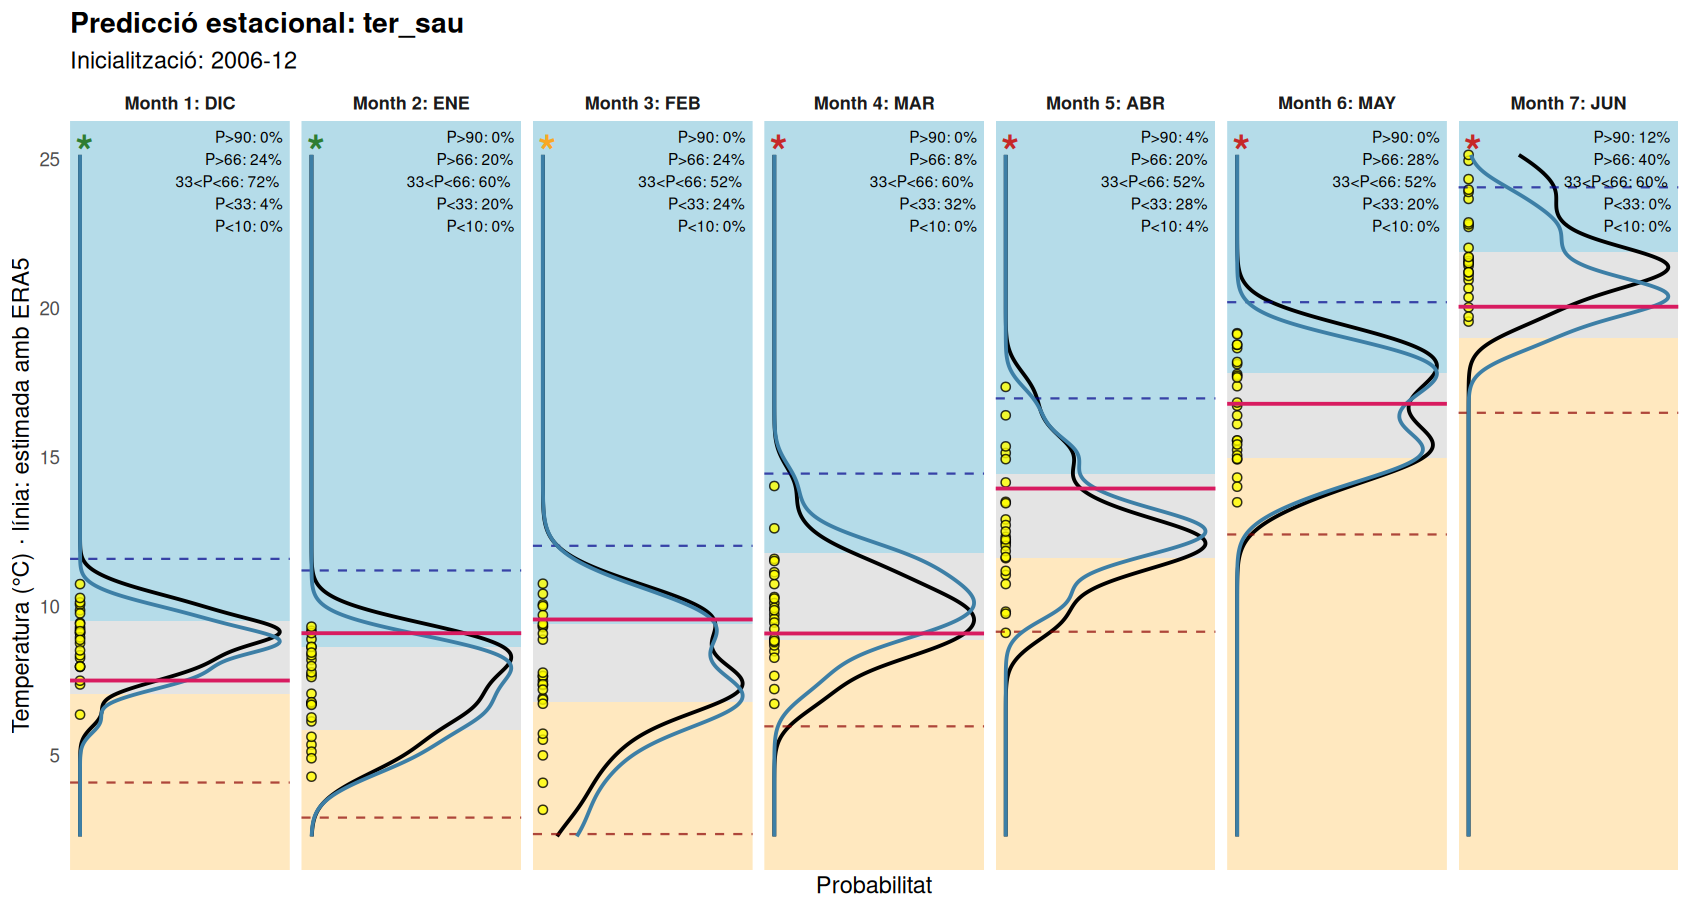 Predicció estacional: ter_sau
Inicialització: 2006-12
Month 1: DIC
Month 2: ENE
Month 3: FEB
Month 4: MAR
Month 5: ABR
Month 6: MAY
Month 7: JUN
P>90: 0%
P>66: 24%
33<P<66: 72%
P<33: 4%
P<10: 0%
P>90: 0%
P>66: 20%
33<P<66: 60%
P<33: 20%
P<10: 0%
P>90: 0%
P>66: 24%
33<P<66: 52%
P<33: 24%
P<10: 0%
P>90: 0%
P>66: 8%
33<P<66: 60%
P<33: 32%
P<10: 0%
P>90: 4%
P>66: 20%
33<P<66: 52%
P<33: 28%
P<10: 4%
P>90: 0%
P>66: 28%
33<P<66: 52%
P<33: 20%
P<10: 0%
P>90: 12%
P>66: 40%
33<P<66: 60%
P<33: 0%
P<10: 0%
25
20
15
10
5
Temperatura (°C) · línia: estimada amb ERA5
Probabilitat